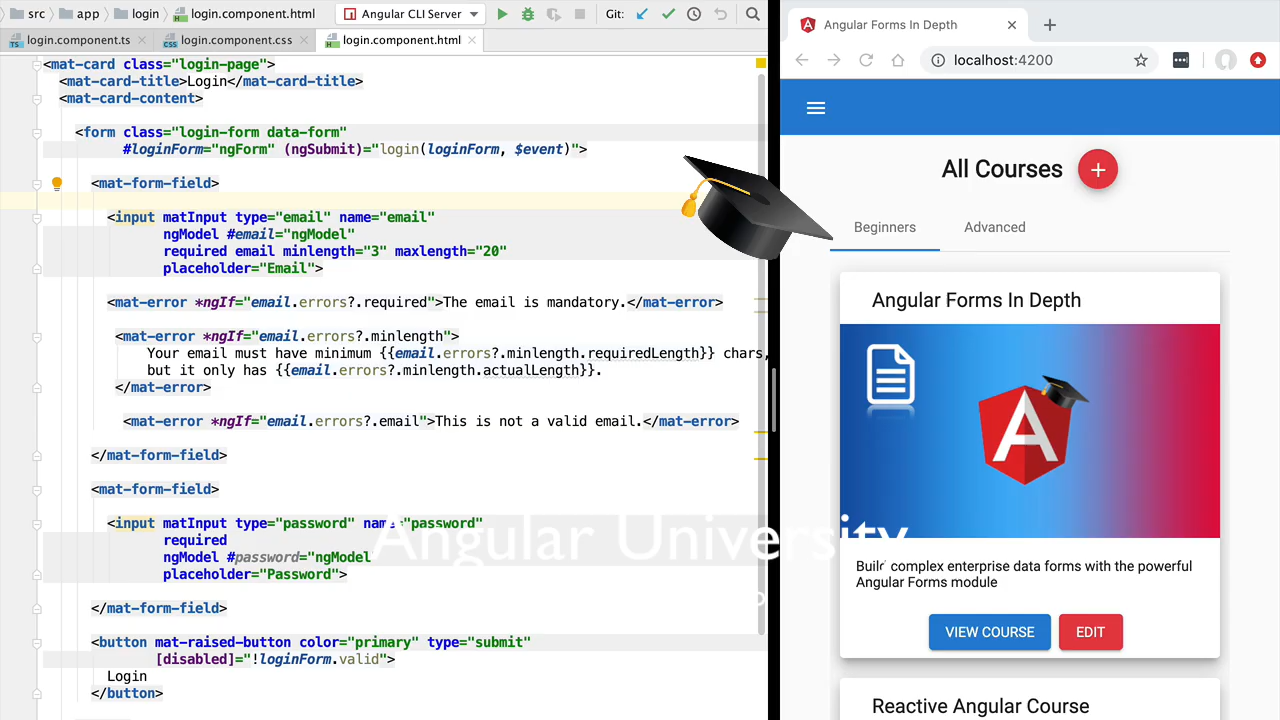 src
app
login
login.component.html
Angular CLI Server
Git:
login.component.ts
login.component.css
login.component.html
<mat-card class="login-page">
<mat-card-title>Login</mat-card-title>
<mat-card-content>
<form class="login-form data-form"
#loginForm="ngForm" (ngSubmit)="login(loginForm, $event)">
<mat-form-field>
<input matInput type="email" name="email"
ngModel #email="ngModel"
required email minlength="3" maxlength="20"
placeholder="Email">
<mat-error *ngIf="email.errors?.required">The email is mandatory.</mat-error>
<mat-error *ngIf="email.errors?.minlength">
Your email must have minimum {{email.errors?.minlength.requiredLength}} chars,
but it only has {{email.errors?.minlength.actualLength}}.
</mat-error>
<mat-error *ngIf="email.errors?.email">This is not a valid email.</mat-error>
</mat-form-field>
<mat-form-field>
<input matInput type="password" name="password"
required
ngModel #password="ngModel
placeholder="Password">
</mat-form-field>
<button mat-raised-button color="primary" type="submit"
[disabled]="!loginForm.valid">
Login
</button>
Angular University
Angular Forms In Depth
localhost:4200
All Courses
Beginners
Advanced
Angular Forms In Depth
Build complex enterprise data forms with the powerful
Angular Forms module
VIEW COURSE
EDIT
Reactive Angular Course